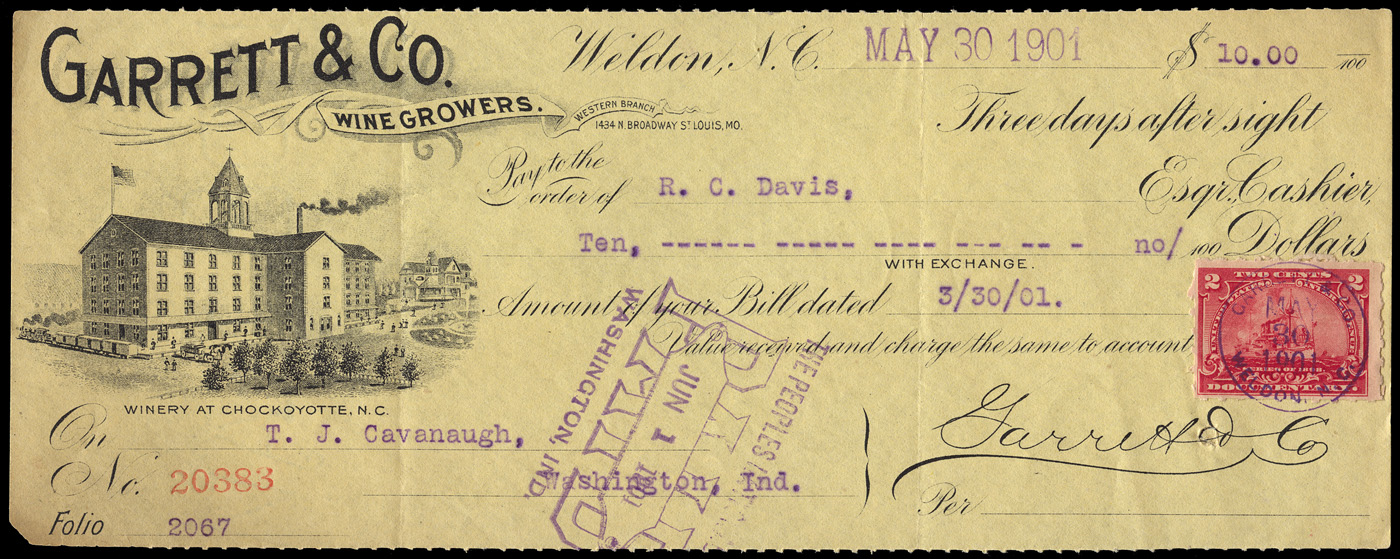 GARRETT & CO.
WINE GROWERS.
WESTERN BRANCH
1434 N. BROADWAY ST LOUIS, MO.
Weldon, N.C. MAY 30 1901 $ 10.00 /100
Three days after sight
Pay to the order of R. C. Davis, Esqr., Cashier,
Ten, ------ ----- ---- --- -- - no/100 Dollars
WITH EXCHANGE.
Amount of your Bill dated 3/30/01.
Value received and charge the same to account
WINERY AT CHOCKOYOTTE, N.C.
On T. J. Cavanaugh,
Washington, Ind.
No. 20383
Folio 2067
Garrett & Co
Per
2 TWO CENTS 2
UNITED STATES
DOCUMENTARY
MAY
30
1901
WELDON, N.C.
THE PEOPLES
JUN 1
WASHINGTON, IND.